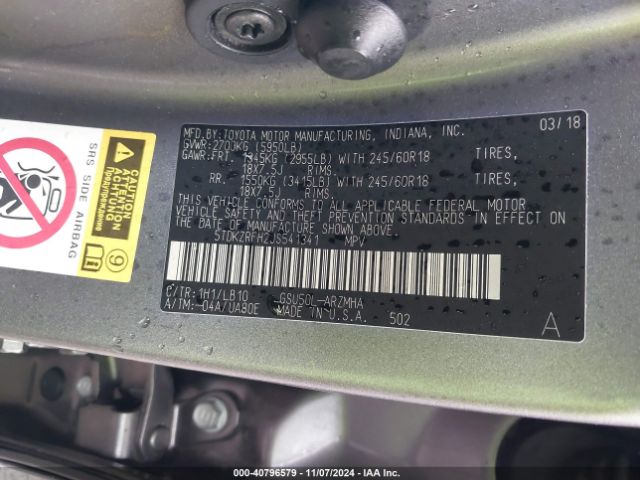 MFD.BY:TOYOTA MOTOR MANUFACTURING, INDIANA, INC. 03/18
GVWR:2700KG (5950LB)
GAWR:FRT. 1345KG (2955LB) WITH 245/60R18 TIRES,
18X7.5J RIMS.
RR. 1550KG (3415LB) WITH 245/60R18 TIRES,
18X7.5J RIMS.
THIS VEHICLE CONFORMS TO ALL APPLICABLE FEDERAL MOTOR
VEHICLE SAFETY AND THEFT PREVENTION STANDARDS IN EFFECT ON
THE DATE OF MANUFACTURE SHOWN ABOVE.
5TDKZRFH2JS541341 MPV
C/TR: 1H1/LB10 GSU50L-ARZMHA
A/TM: -04A/UA80E MADE IN U.S.A. 502 A
SRS SIDE AIRBAG
Предупреждение
9
000-40796579 - 11/07/2024 - IAAI.COM